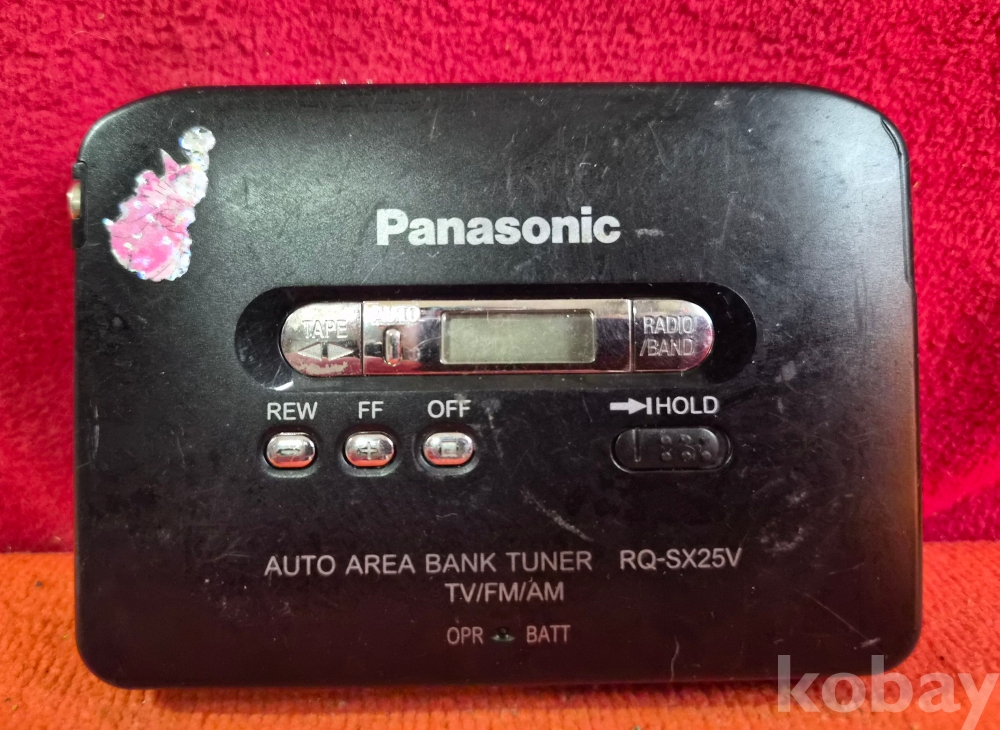 Panasonic
TAPE
AUTO
RADIO
/BAND
REW FF OFF HOLD
AUTO AREA BANK TUNER RQ-SX25V
TV/FM/AM
OPR BATT
kobay